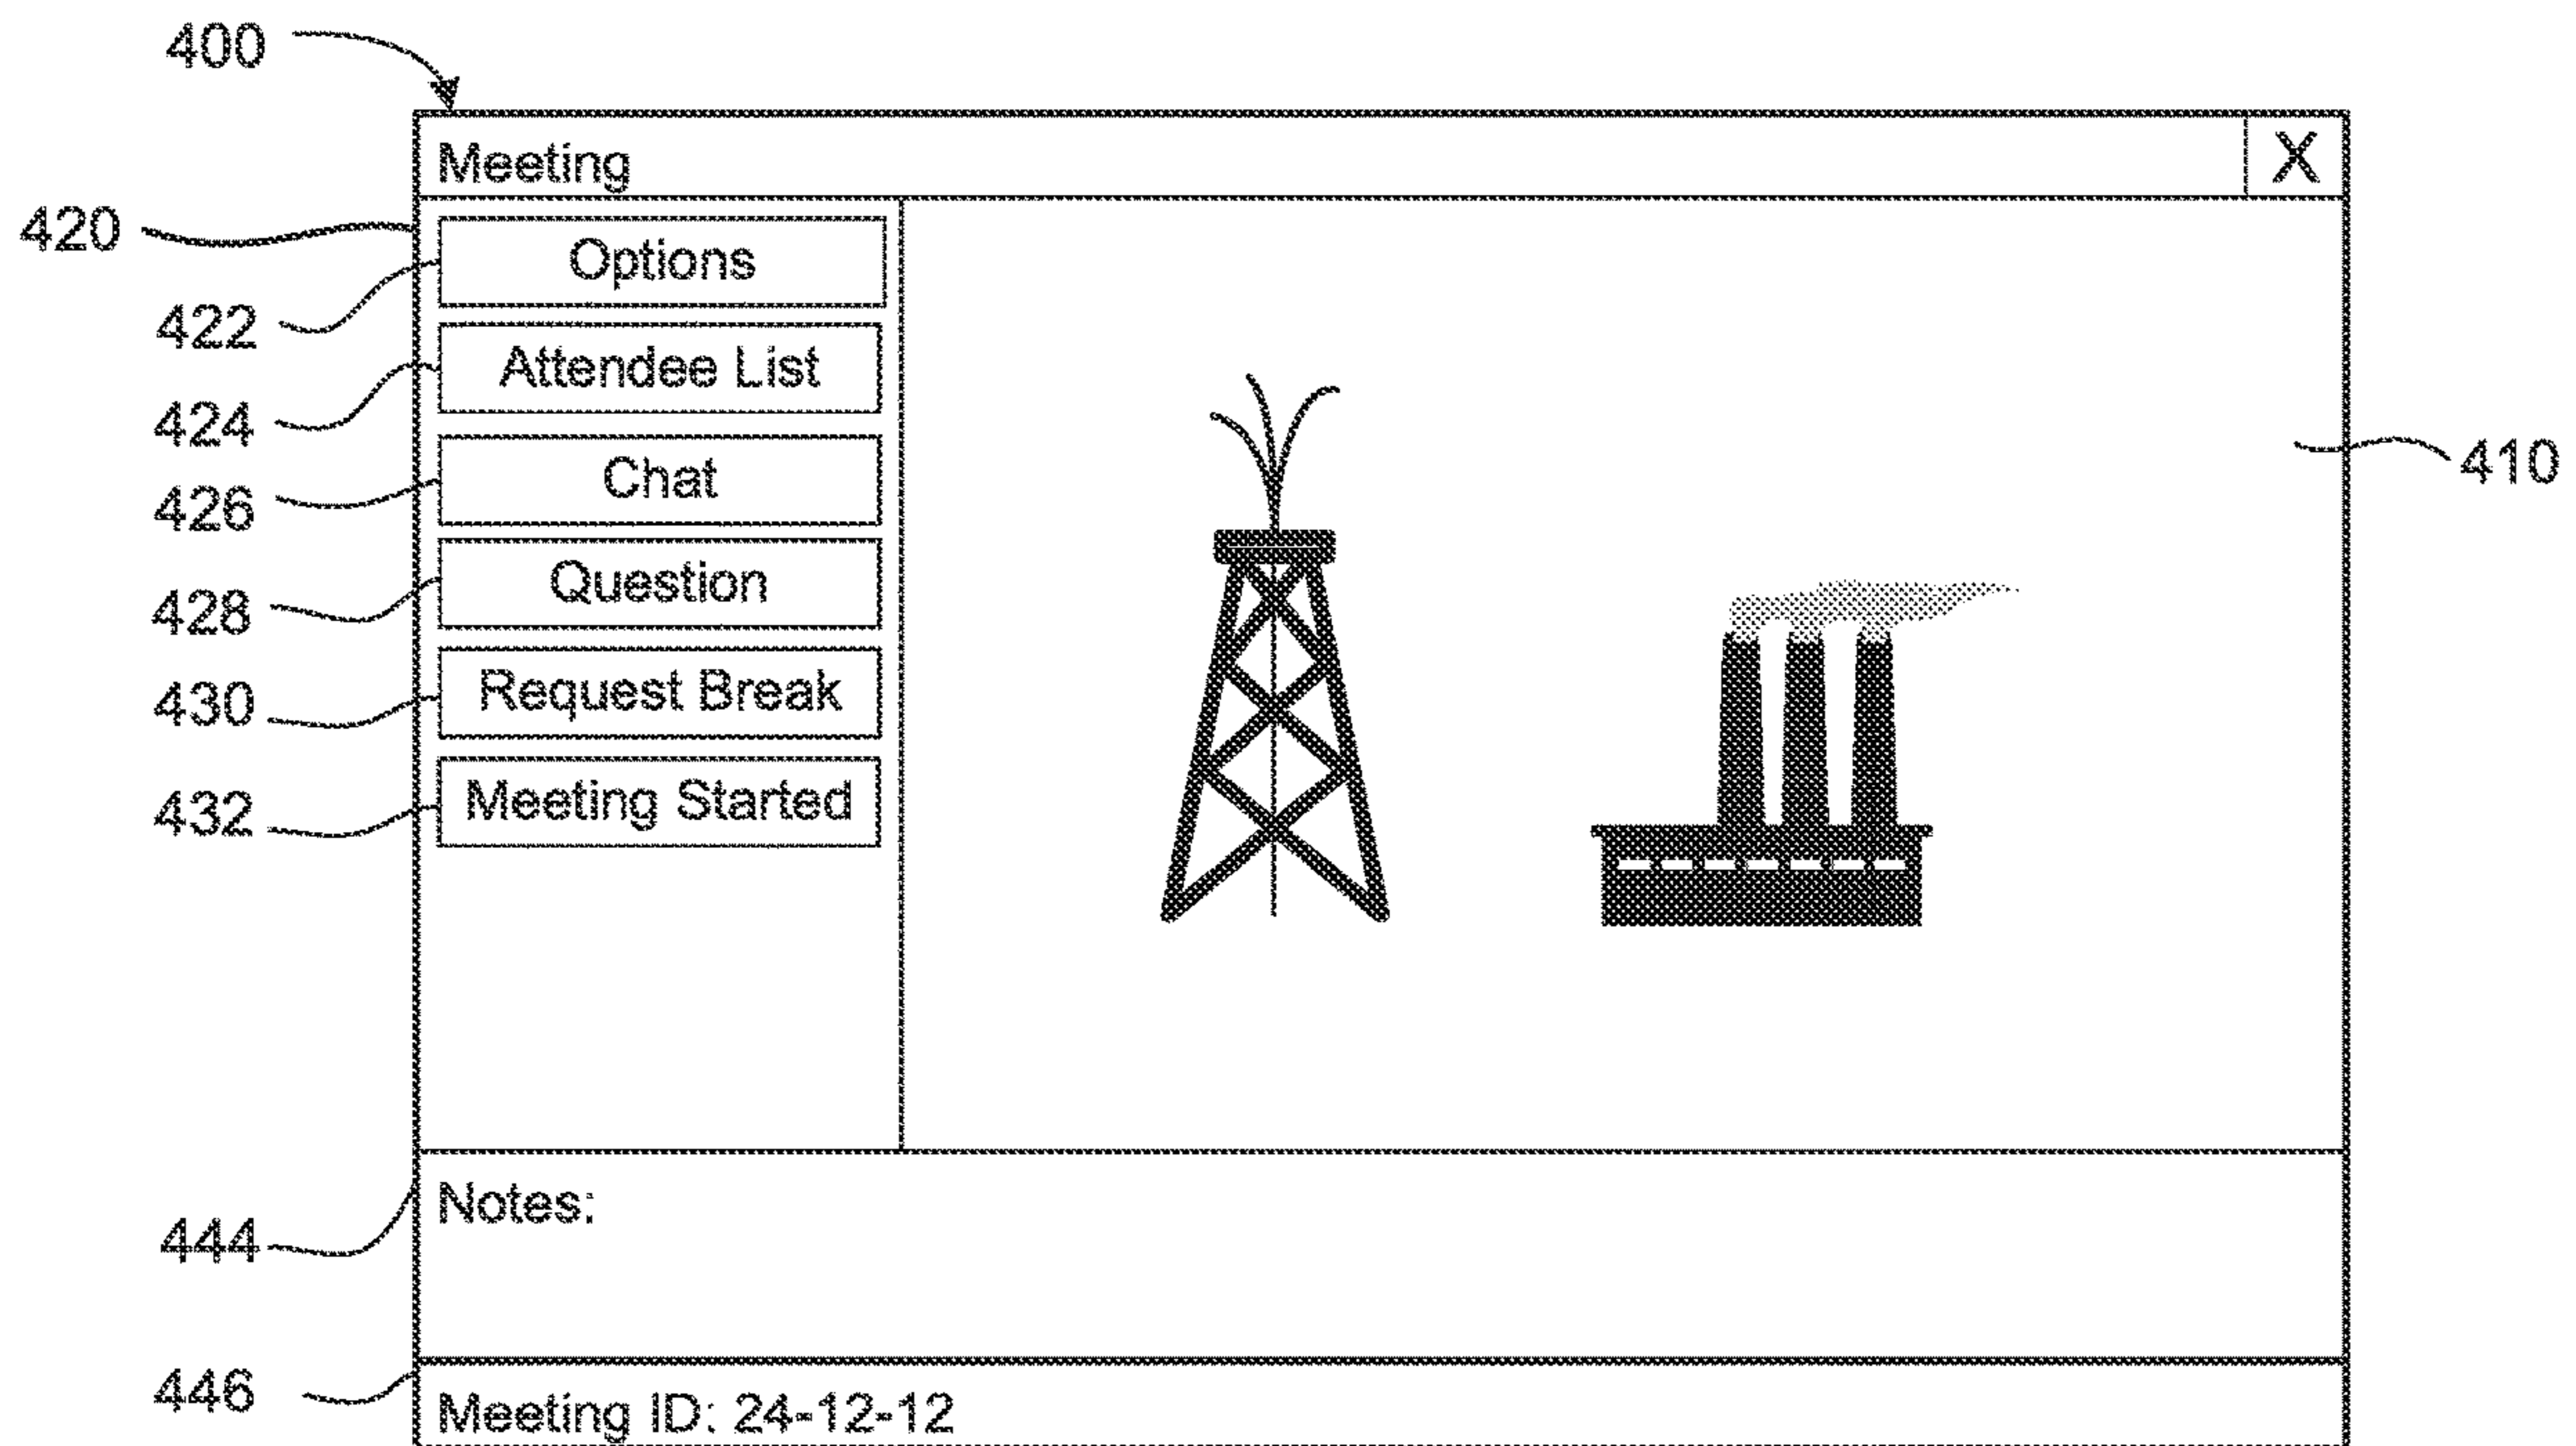 400
Meeting X
420
Options
422
Attendee List
424
410
Chat
426
Question
428
Request Break
430
Meeting Started
432
Notes:
444
446
Meeting ID: 24-12-12